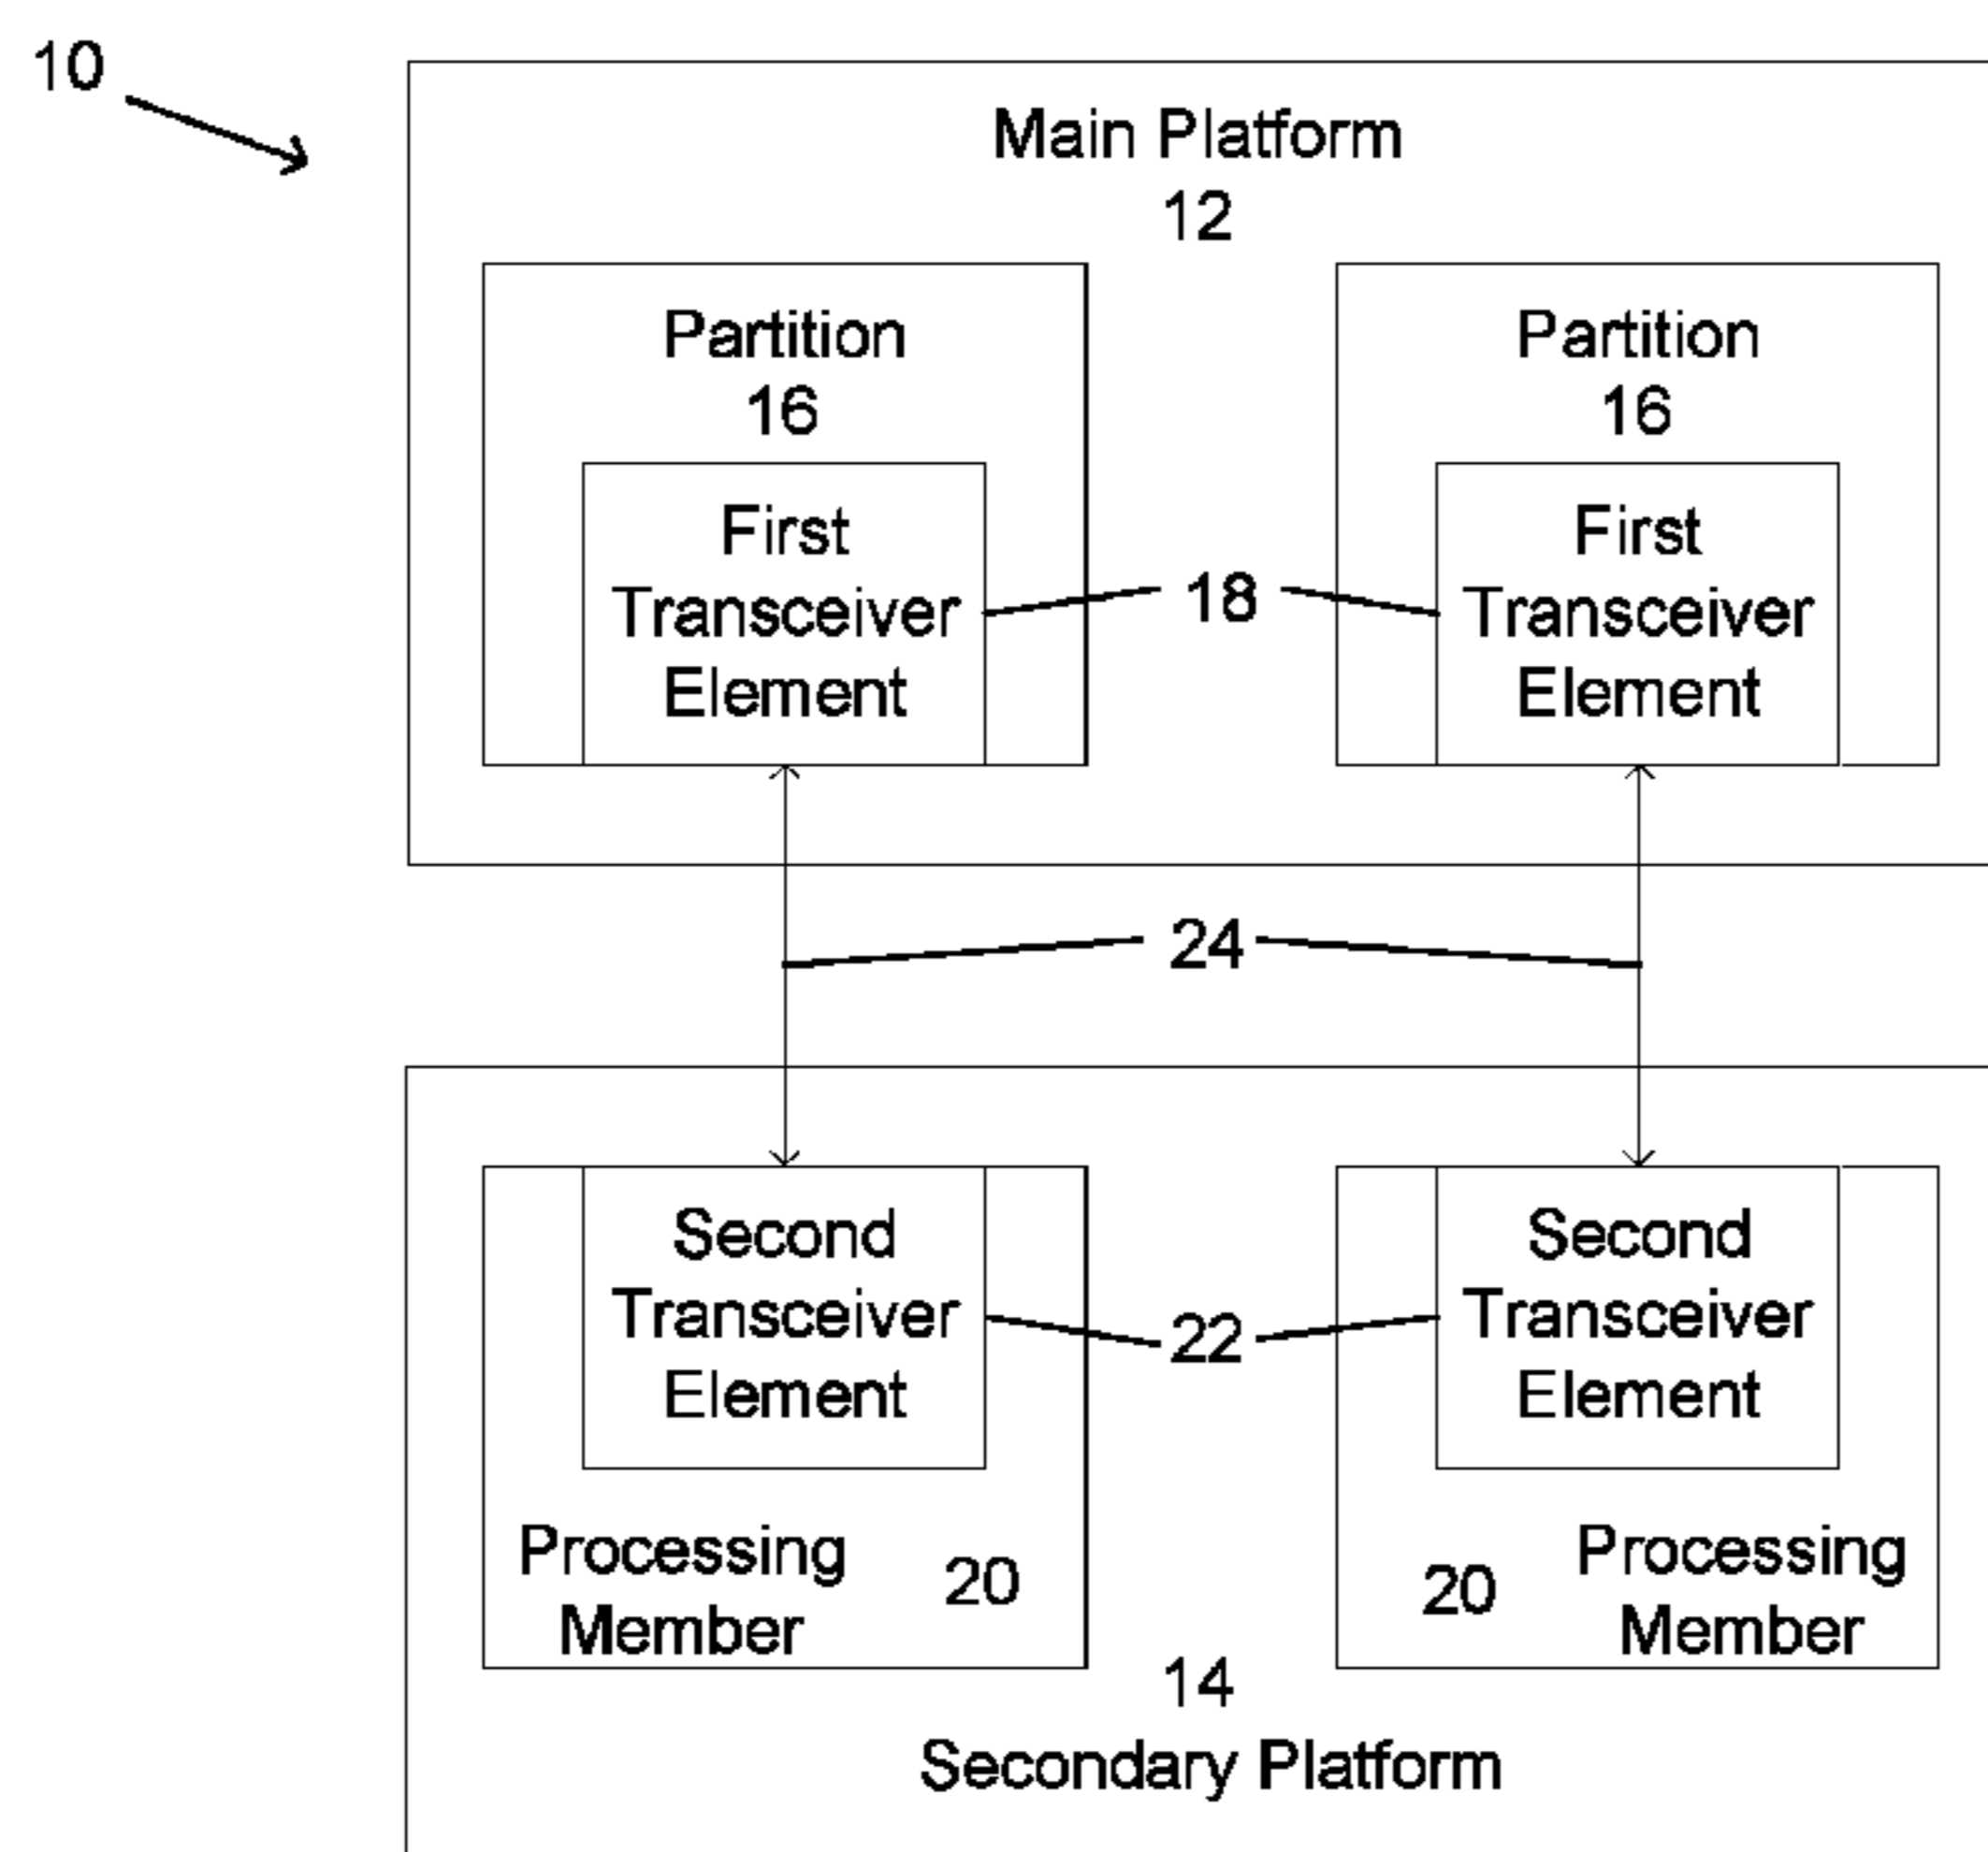 10
Main Platform
12
Partition
16
Partition
16
First
Transceiver
Element
18
First
Transceiver
Element
24
Second
Transceiver
Element
22
Second
Transceiver
Element
Processing
Member
20
20
Processing
Member
14
Secondary Platform